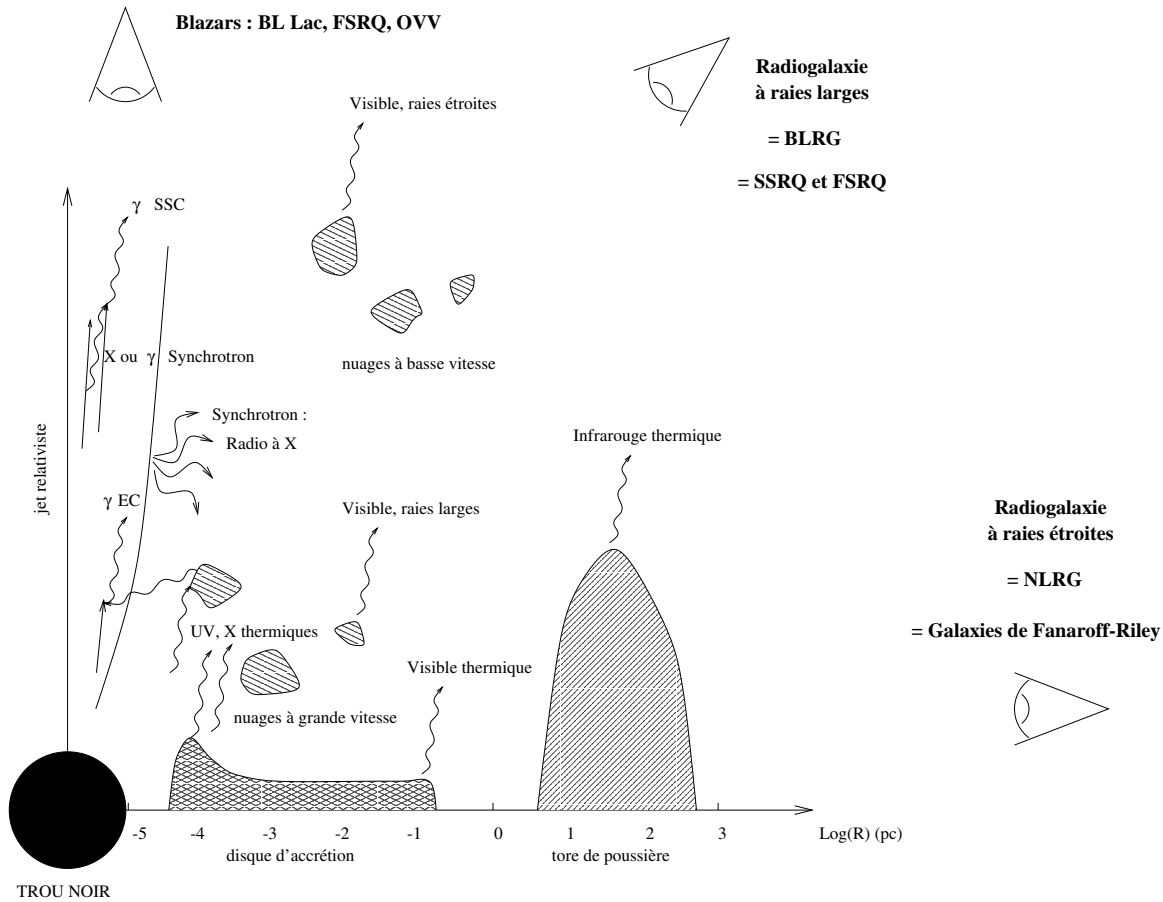 Blazars : BL Lac, FSRQ, OVV
Radiogalaxie
à raies larges
= BLRG
= SSRQ et FSRQ
Visible, raies étroites
γ SSC
X ou γ Synchrotron
nuages à basse vitesse
Synchrotron :
Radio à X
jet relativiste
Infrarouge thermique
γ EC
Visible, raies larges
Radiogalaxie
à raies étroites
= NLRG
= Galaxies de Fanaroff-Riley
UV, X thermiques
Visible thermique
nuages à grande vitesse
-5 -4 -3 -2 -1 0 1 2 3 Log(R) (pc)
disque d'accrétion tore de poussière
TROU NOIR